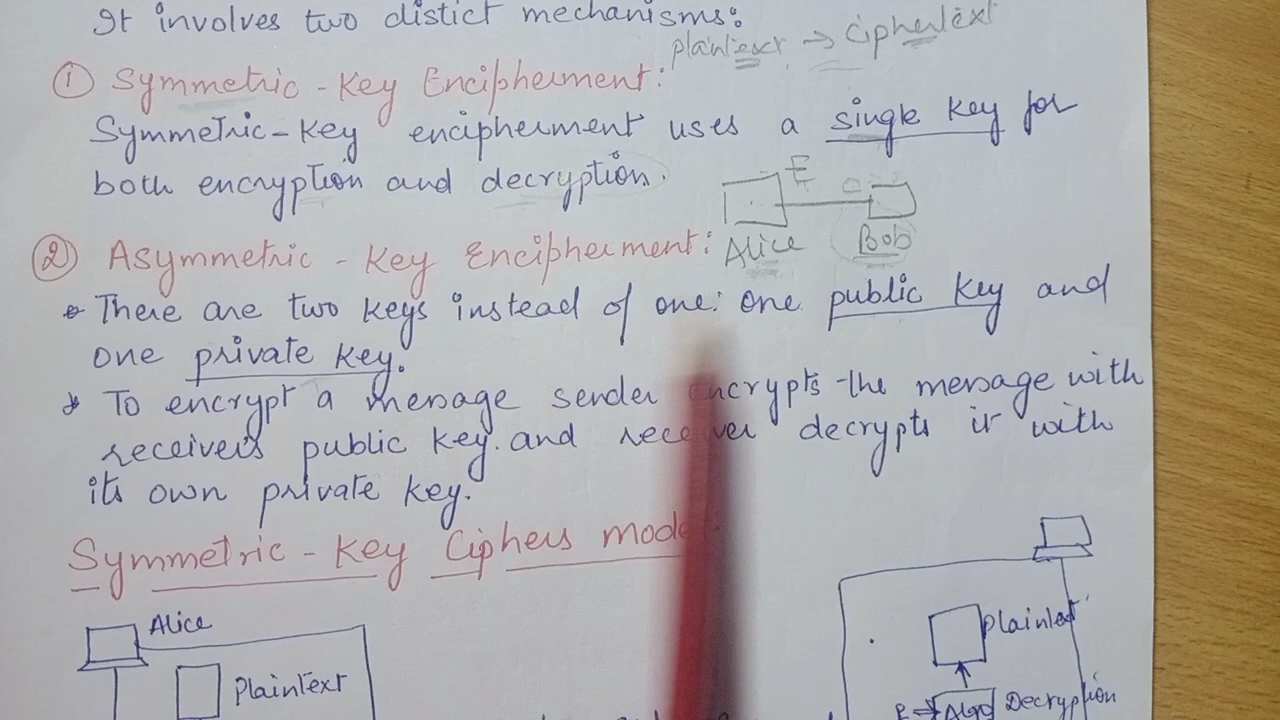 It involves two distict mechanisms:
plaintext → Ciphertext
① Symmetric-Key Encipherment:
Symmetric-Key encipherment uses a single key for
both encryption and decryption.
E
C
Alice
Bob
② Asymmetric-Key Encipherment:
There are two keys instead of one: one public key and
one private key.
To encrypt a message sender encrypts the message with
receiver's public key. and receiver decrypts it with
its own private key.
Symmetric-Key Ciphers
Alice
Plaintext
Plaintext
Algo Decryption